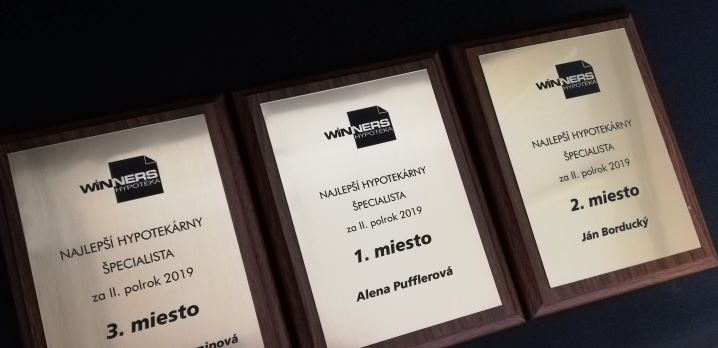 WINNERS
HYPOTÉKA
NAJLEPŠÍ HYPOTEKÁRNY
ŠPECIALISTA
za II. polrok 2019
3. miesto
WINNERS
HYPOTÉKA
NAJLEPŠÍ HYPOTEKÁRNY
ŠPECIALISTA
za II. polrok 2019
1. miesto
Alena Pufflerová
WINNERS
HYPOTÉKA
NAJLEPŠÍ HYPOTEKÁRNY
ŠPECIALISTA
za II. polrok 2019
2. miesto
Ján Borducký